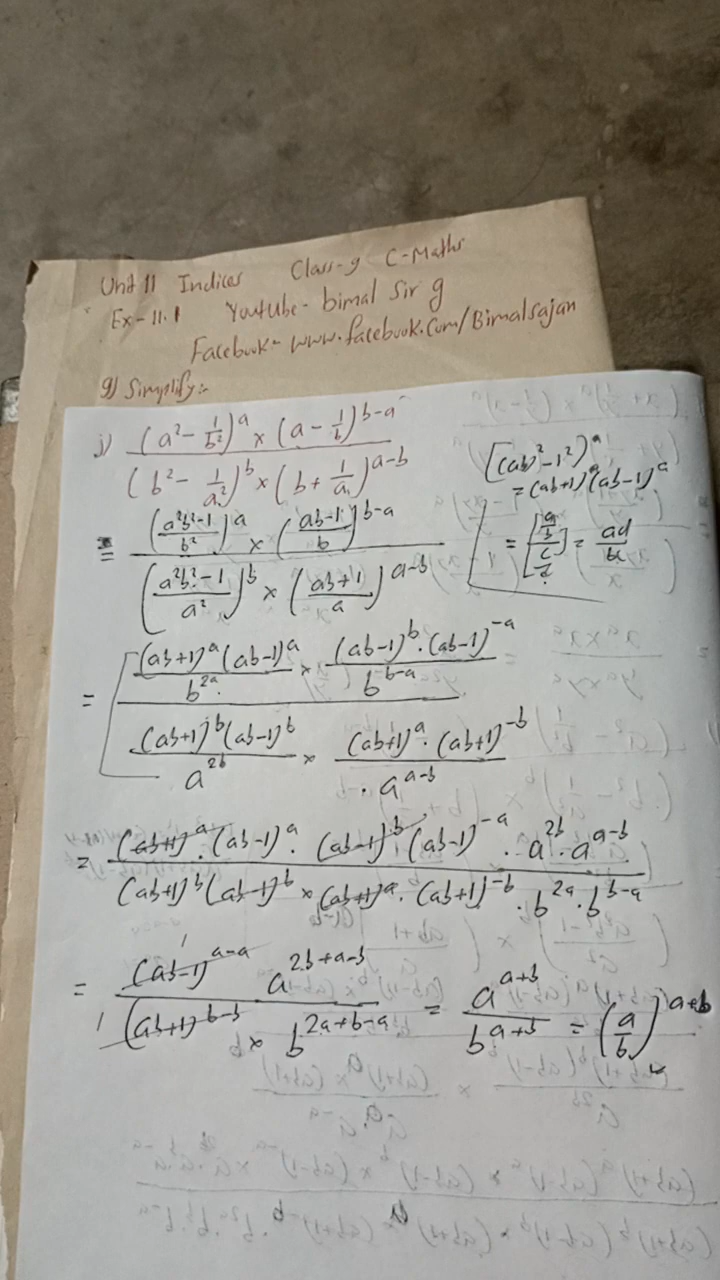 Unit 11 Indices Class-9 C-Maths
Ex-11.1 Youtube- bimal Sir g
Facebook- www.facebook.com/Bimalsajan
9) Simplify:-
j) (a² - 1/b²)^a × (a - 1/b)^(b-a) / (b² - 1/a²)^b × (b + 1/a)^(a-b)
[(ab)² - 1²)^a
= (ab+1)^a (ab-1)^a
= [a/b / c/d] = ad/bc
= ((a²b²-1)/b²)^a × ((ab-1)/b)^(b-a) / ((a²b²-1)/a²)^b × ((ab+1)/a)^(a-b)
= (ab+1)^a (ab-1)^a / b^(2a) × (ab-1)^b . (ab-1)^(-a) / b^(b-a)
(ab+1)^b (ab-1)^b / a^(2b) × (ab+1)^a . (ab+1)^(-b) / a^(a-b)
= (ab+1)^a . (ab-1)^a . (ab-1)^b (ab-1)^(-a) . a^(2b) . a^(a-b)
(ab+1)^b (ab-1)^b × (ab+1)^a . (ab+1)^(-b) . b^(2a) . b^(b-a)
= (ab-1)^(a-a) a^(2b+a-b) / (ab+1)^(b-b) × b^(2a+b-a) = a^(a+b) / b^(a+b) = (a/b)^(a+b)